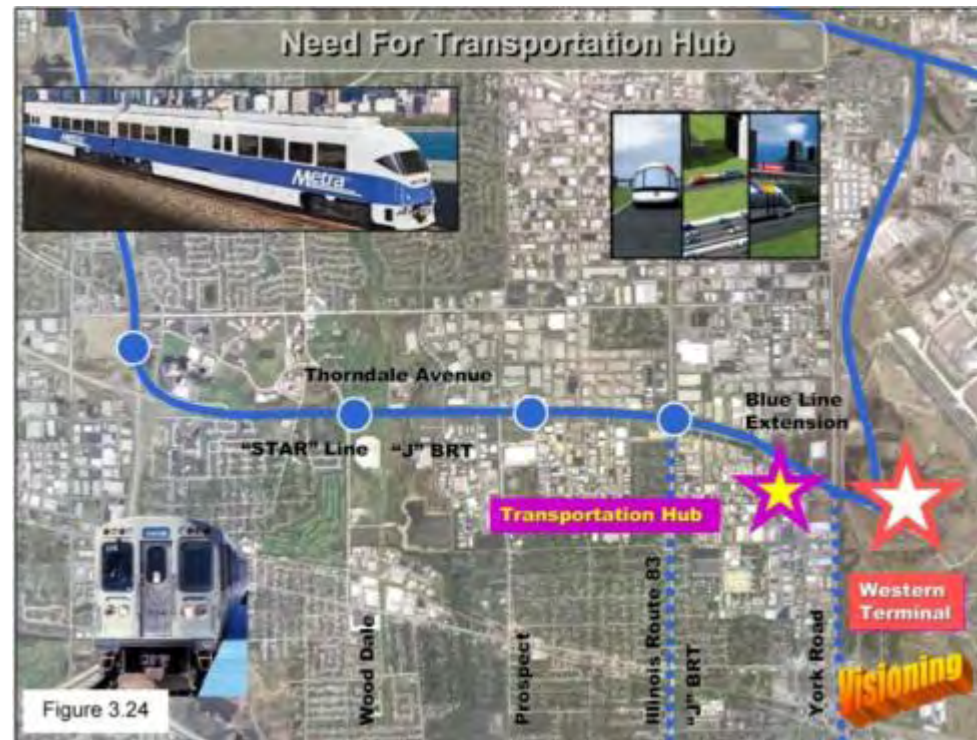 Need For Transportation Hub
Metra
Thorndale Avenue
Blue Line
Extension
“STAR” Line
“J” BRT
Transportation Hub
Western
Terminal
Wood Dale
Prospect
Illinois Route 83
“J” BRT
York Road
Visioning
Figure 3.24